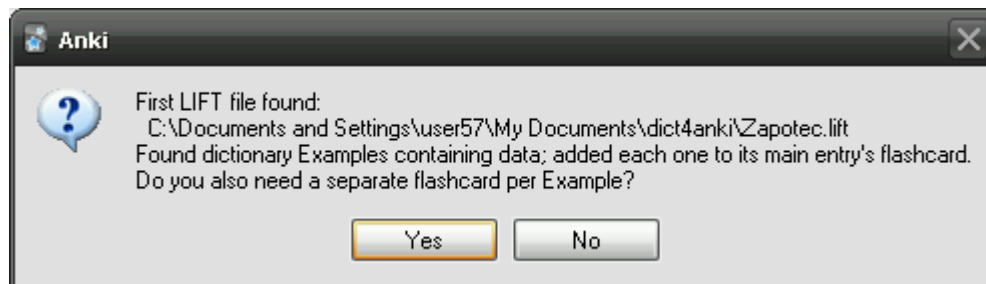 Anki
First LIFT file found:
C:\Documents and Settings\user57\My Documents\dict4anki\Zapotec.lift
Found dictionary Examples containing data; added each one to its main entry's flashcard.
Do you also need a separate flashcard per Example?
Yes No